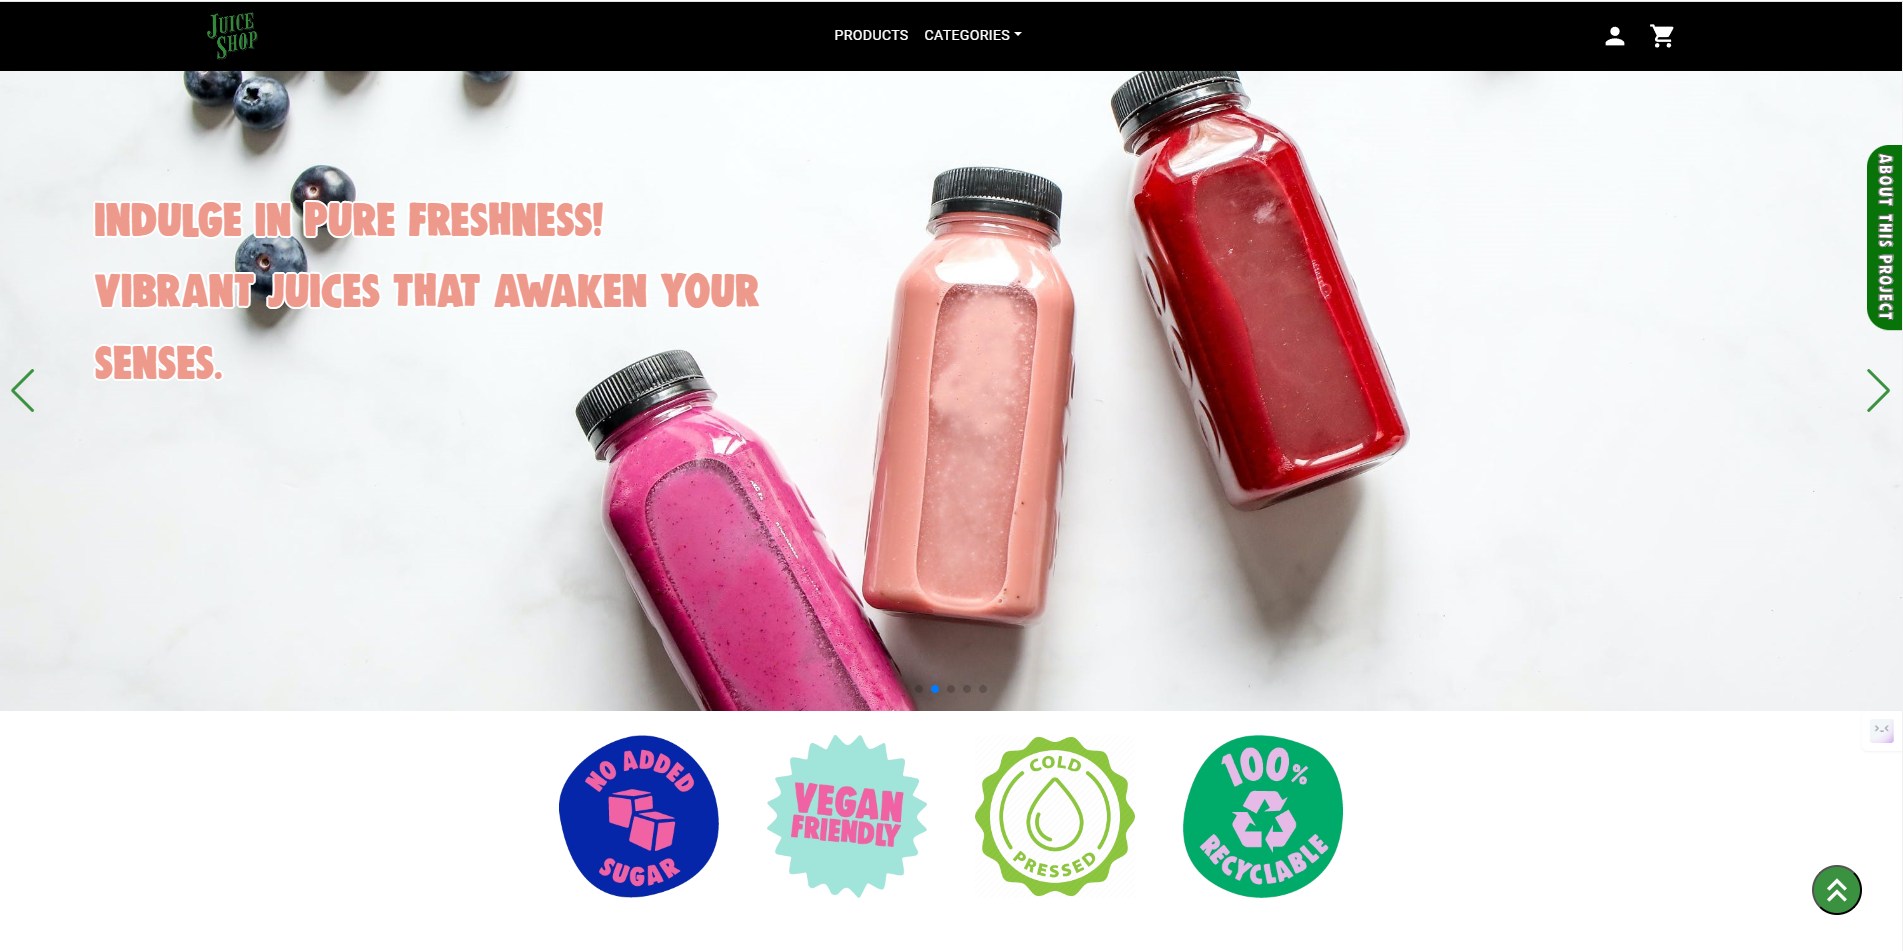 JUICE
SHOP
PRODUCTS
CATEGORIES
INDULGE IN PURE FRESHNESS!
VIBRANT JUICES THAT AWAKEN YOUR
SENSES.
ABOUT THIS PROJECT
NO ADDED
SUGAR
VEGAN
FRIENDLY
COLD
PRESSED
100%
RECYCLABLE